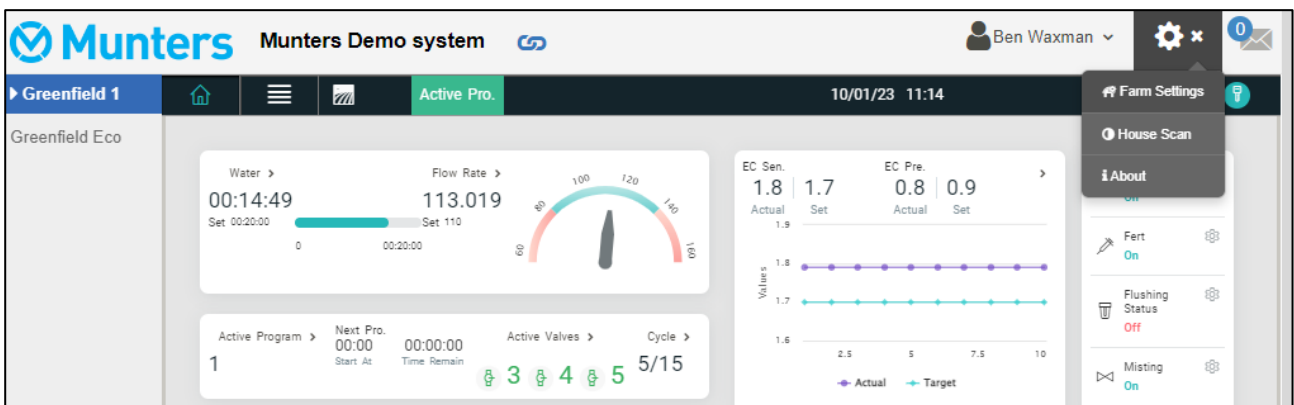 Munters
Munters Demo system
Ben Waxman
0
Greenfield 1
Active Pro.
10/01/23 11:14
Farm Settings
House Scan
i About
Greenfield Eco
Water >
00:14:49
Set 00:20:00
0 00:20:00
Flow Rate >
113.019
Set 110
60 80 100 120 140 160
EC Sen. EC Pre. >
1.8 1.7 0.8 0.9
Actual Set Actual Set
1.9
1.8
1.7
1.6
Values
2.5 5 7.5 10
Actual Target
On
Fert
On
Flushing
Status
Off
Misting
On
Active Program >
1
Next Pro.
00:00
Start At
00:00:00
Time Remain
Active Valves >
3 4 5
Cycle >
5/15